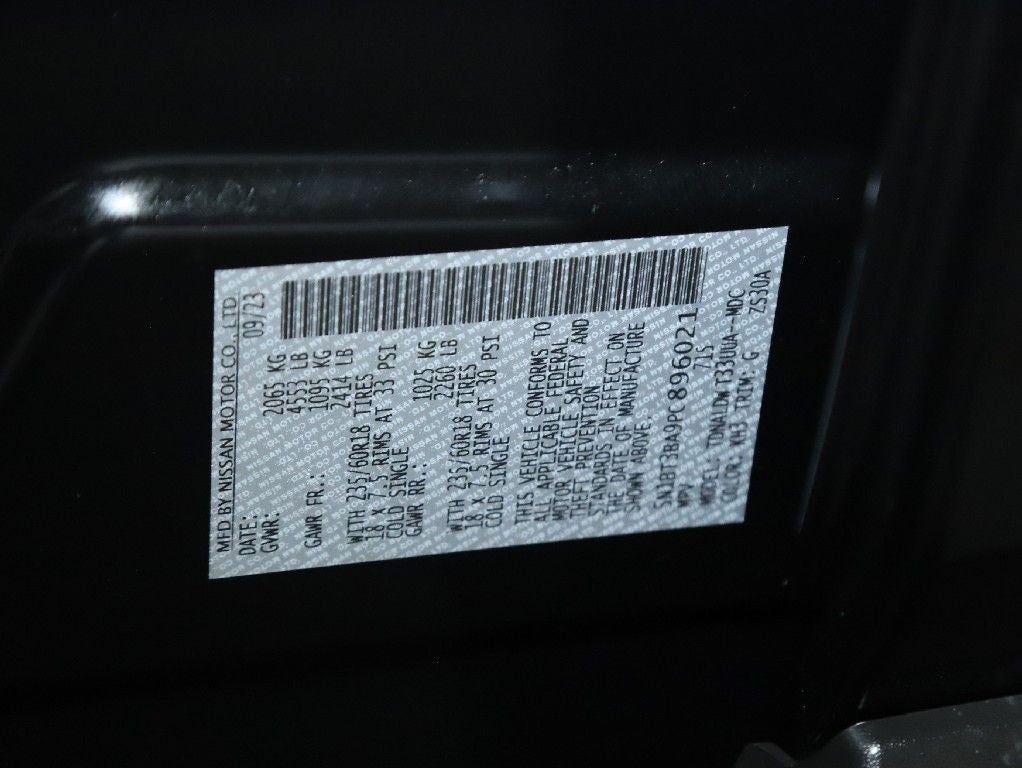 MFD BY NISSAN MOTOR CO., LTD
DATE: 09/23
GVWR: 2065 KG
4553 LB
GAWR FR.: 1095 KG
2414 LB
WITH 235/60R18 TIRES
18 X 7.5 RIMS AT 33 PSI
COLD SINGLE
GAWR RR.: 1025 KG
2260 LB
WITH 235/60R18 TIRES
18 X 7.5 RIMS AT 30 PSI
COLD SINGLE
THIS VEHICLE CONFORMS TO
ALL APPLICABLE FEDERAL
MOTOR VEHICLE SAFETY AND
THEFT PREVENTION
STANDARDS IN EFFECT ON
THE DATE OF MANUFACTURE
SHOWN ABOVE.
5N1BT3BA9PC896021
MPV 715
MODEL: TDNALDW T33UUA-MDC
COLOR: KH3 TRIM: G ZS30A